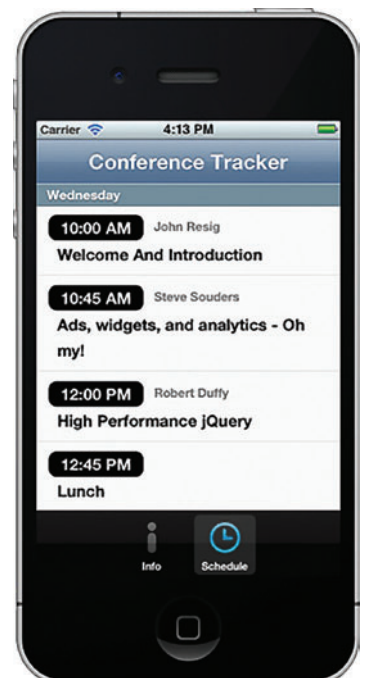 Carrier 4:13 PM
Conference Tracker
Wednesday
10:00 AM John Resig
Welcome And Introduction
10:45 AM Steve Souders
Ads, widgets, and analytics - Oh
my!
12:00 PM Robert Duffy
High Performance jQuery
12:45 PM
Lunch
Info Schedule